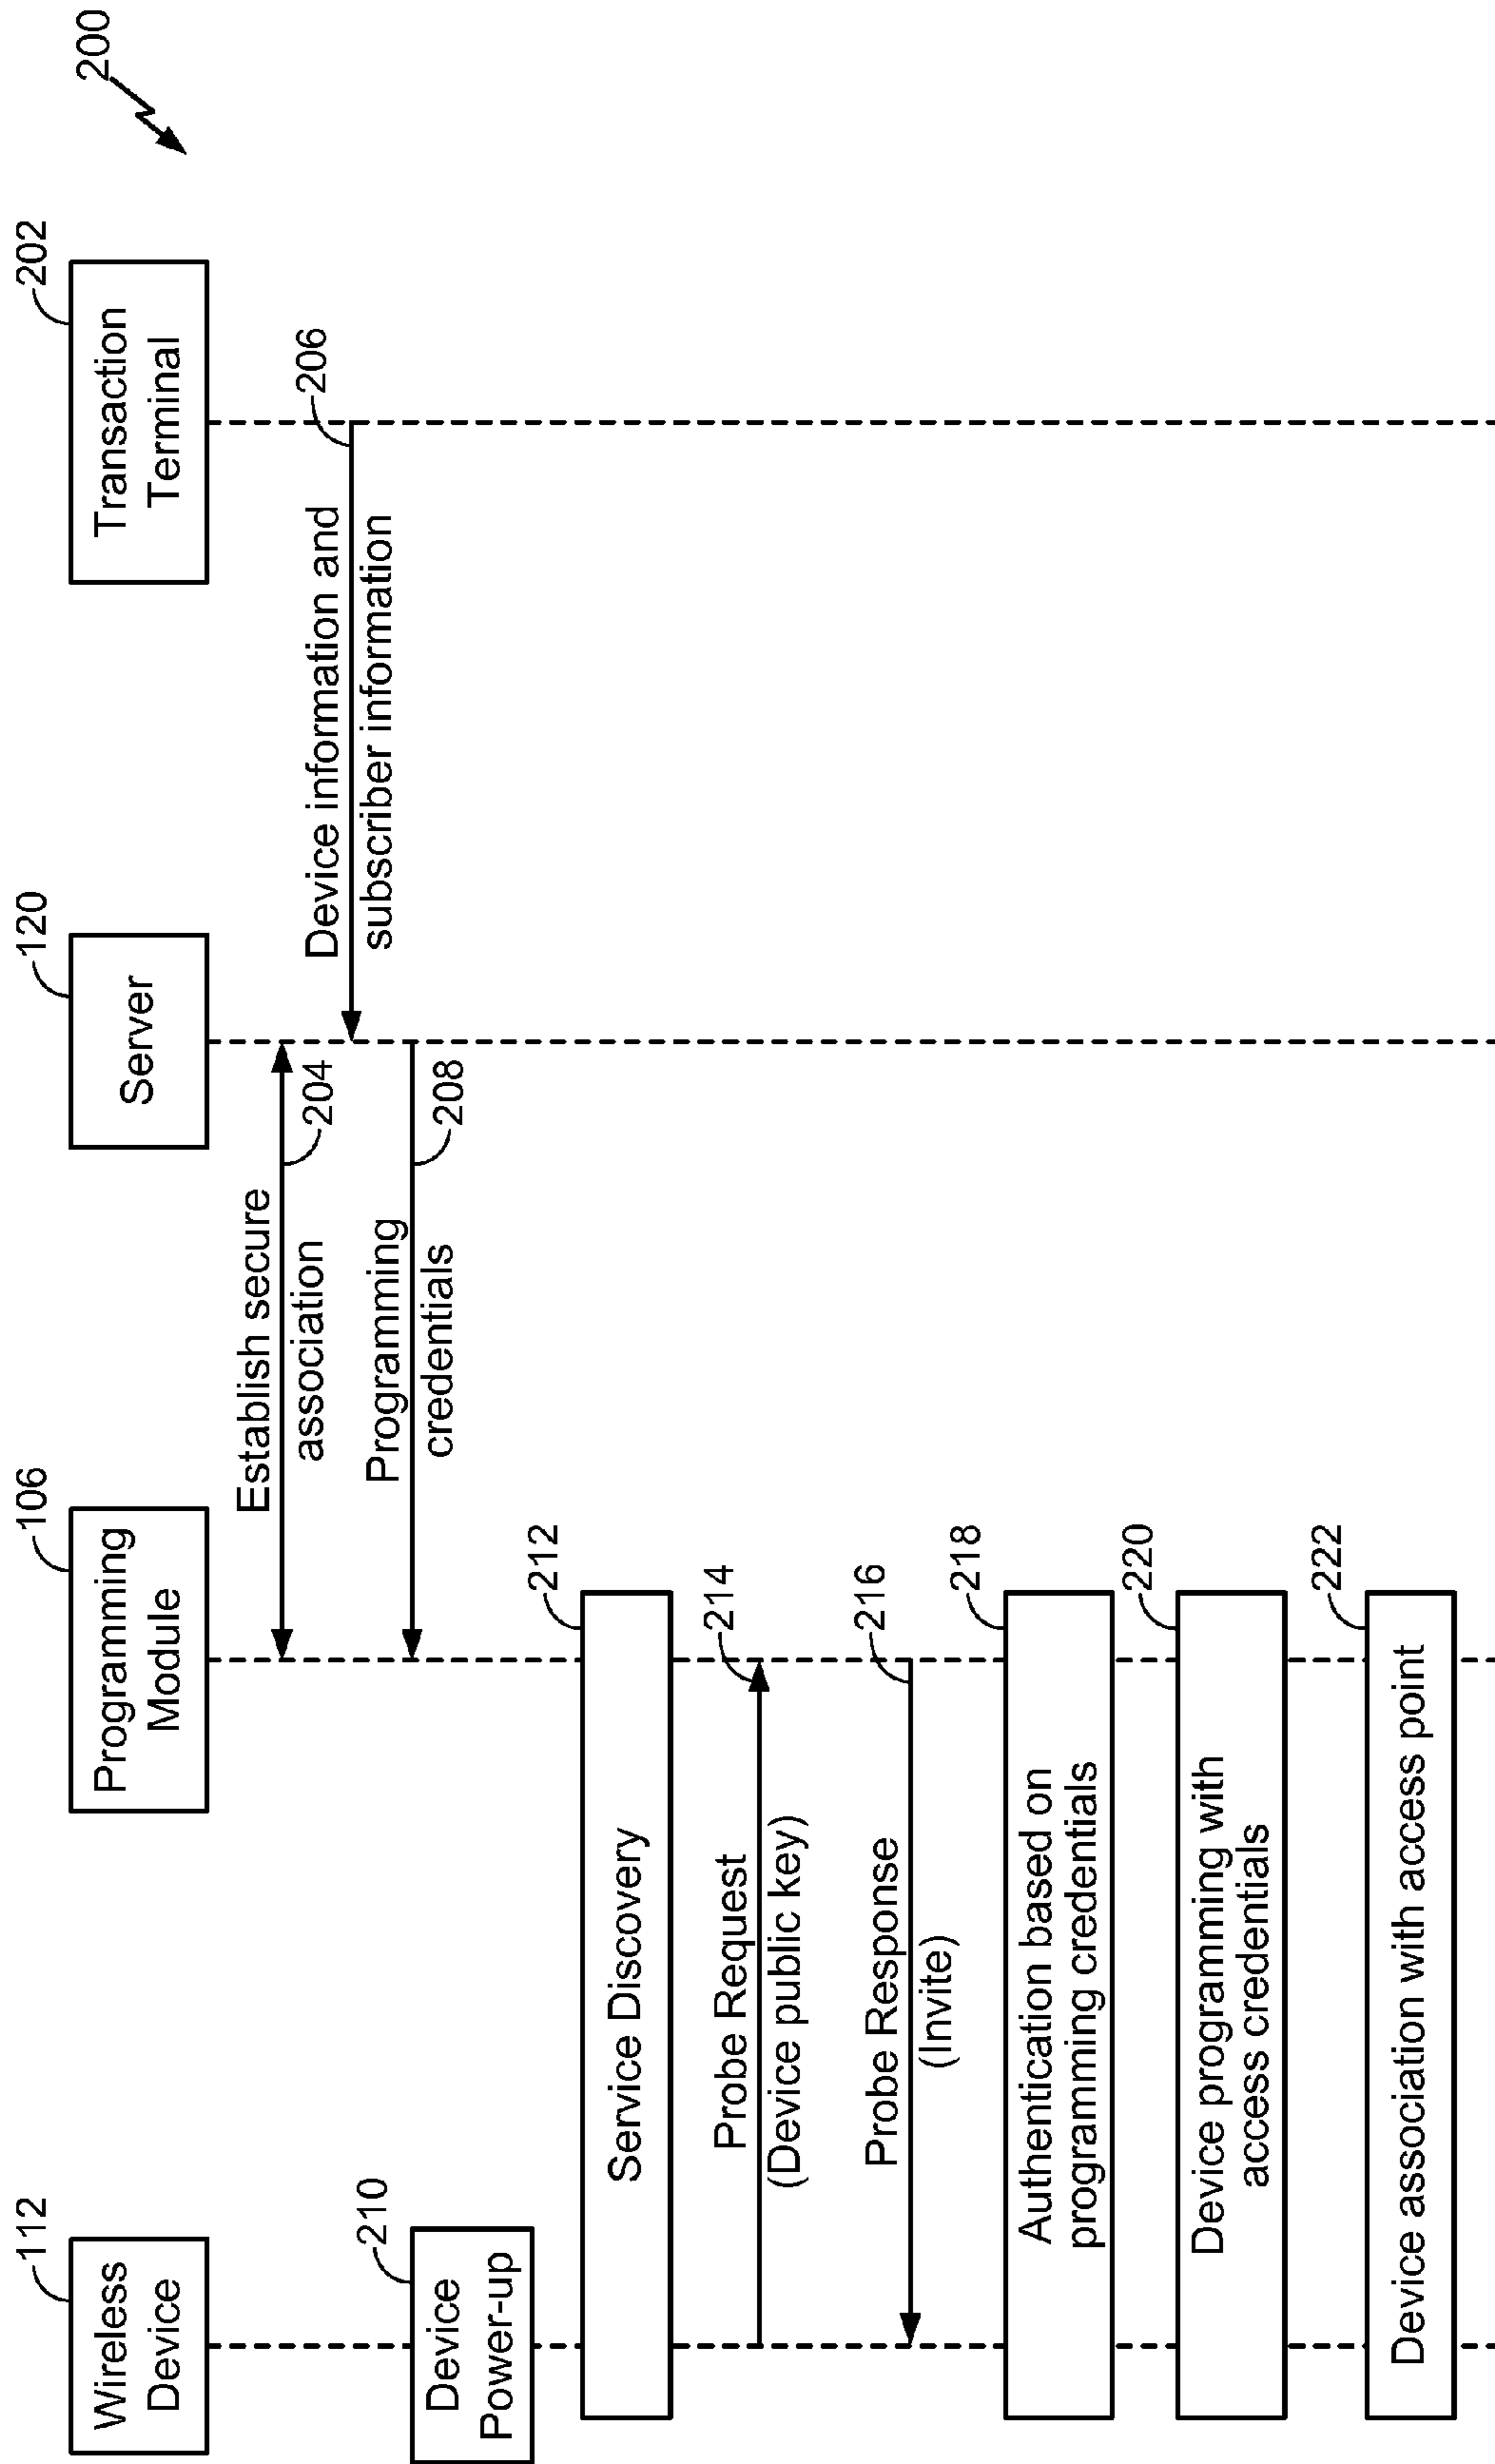 200
112
Wireless
Device
106
Programming
Module
120
Server
202
Transaction
Terminal
Establish secure
association
204
Device information and
subscriber information
206
Programming
credentials
208
210
Device
Power-up
212
Service Discovery
Probe Request
(Device public key)
214
Probe Response
(Invite)
216
218
Authentication based on
programming credentials
220
Device programming with
access credentials
222
Device association with access point